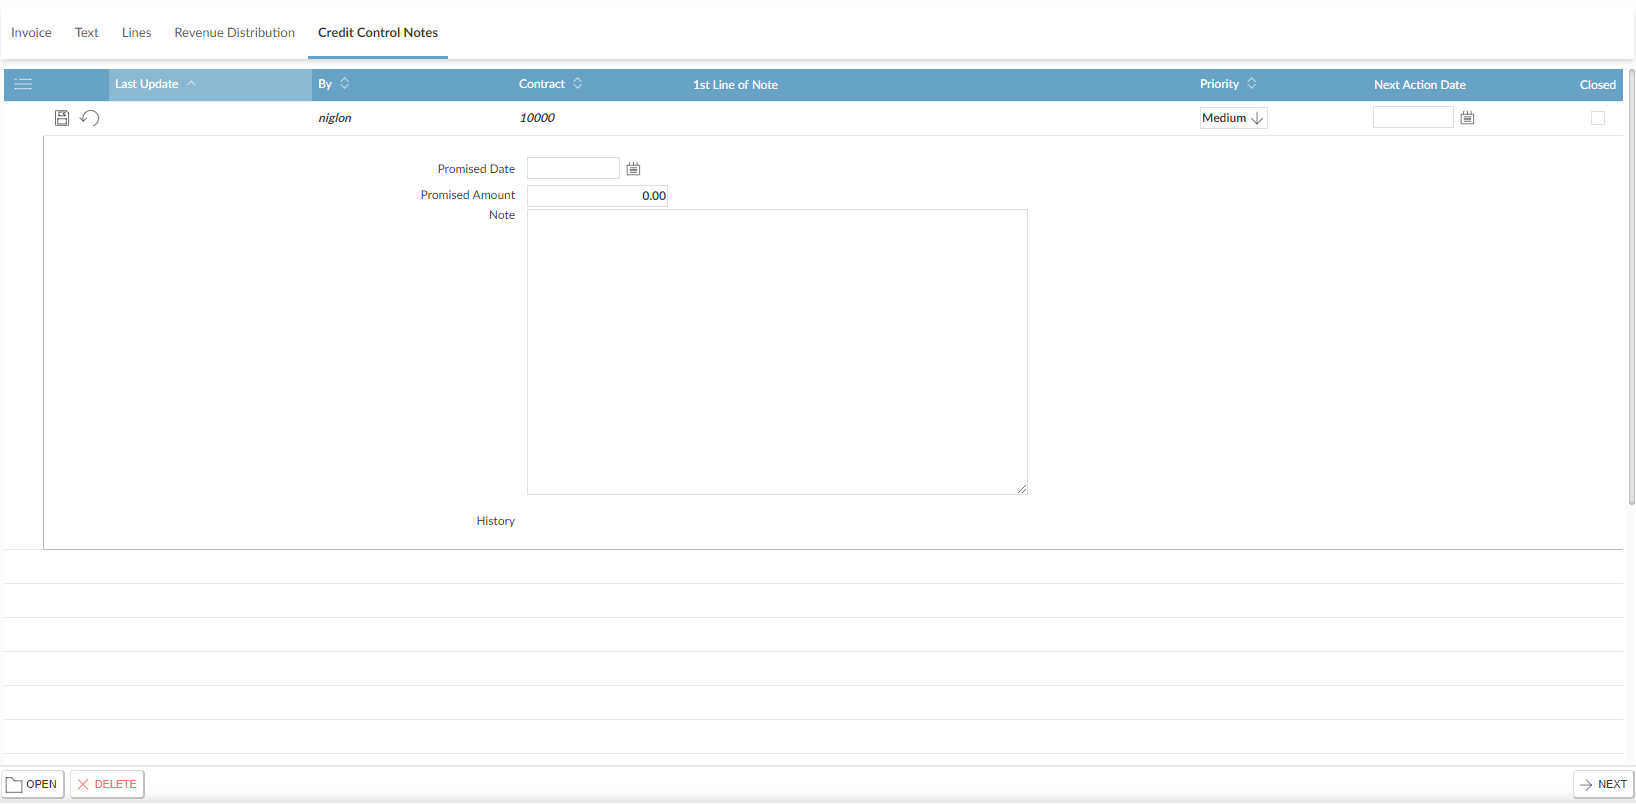 Invoice Text Lines Revenue Distribution Credit Control Notes
Last Update By Contract 1st Line of Note Priority Next Action Date Closed
niglon 10000 Medium
Promised Date
Promised Amount 0.00
Note
History
OPEN DELETE NEXT